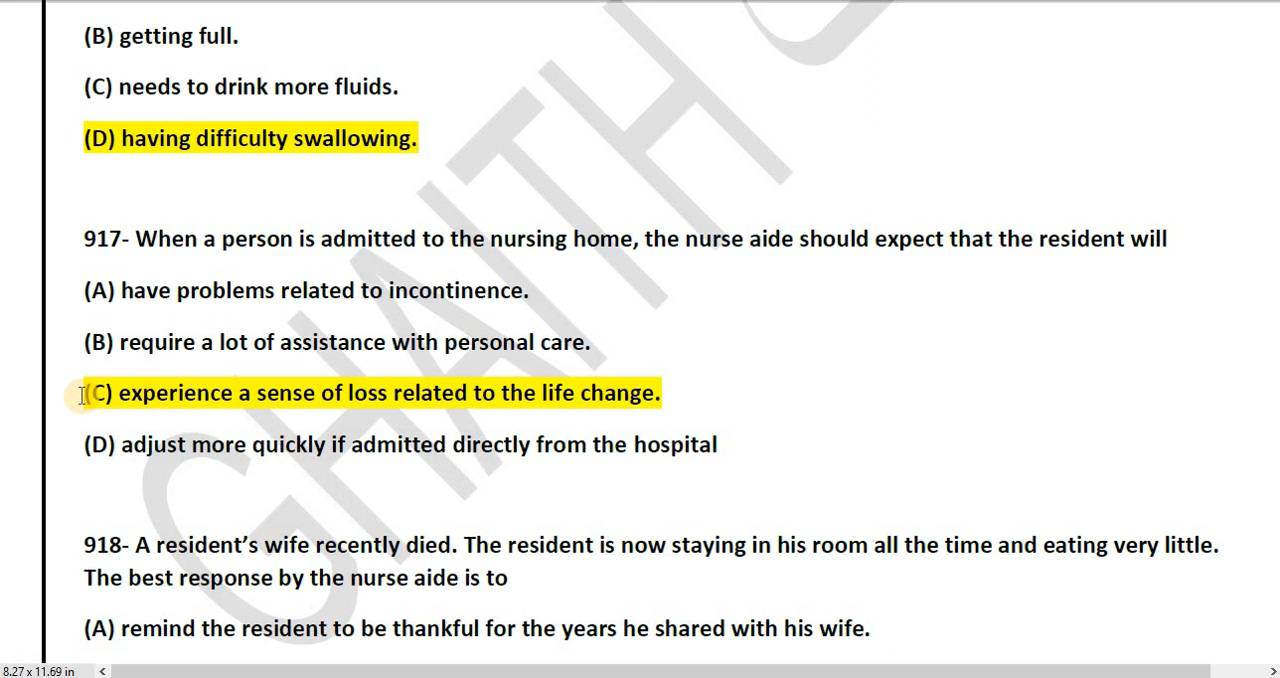 (B) getting full.
(C) needs to drink more fluids.
(D) having difficulty swallowing.
917- When a person is admitted to the nursing home, the nurse aide should expect that the resident will
(A) have problems related to incontinence.
(B) require a lot of assistance with personal care.
(C) experience a sense of loss related to the life change.
(D) adjust more quickly if admitted directly from the hospital
918- A resident’s wife recently died. The resident is now staying in his room all the time and eating very little.
The best response by the nurse aide is to
(A) remind the resident to be thankful for the years he shared with his wife.
8.27 x 11.69 in
GHAITH